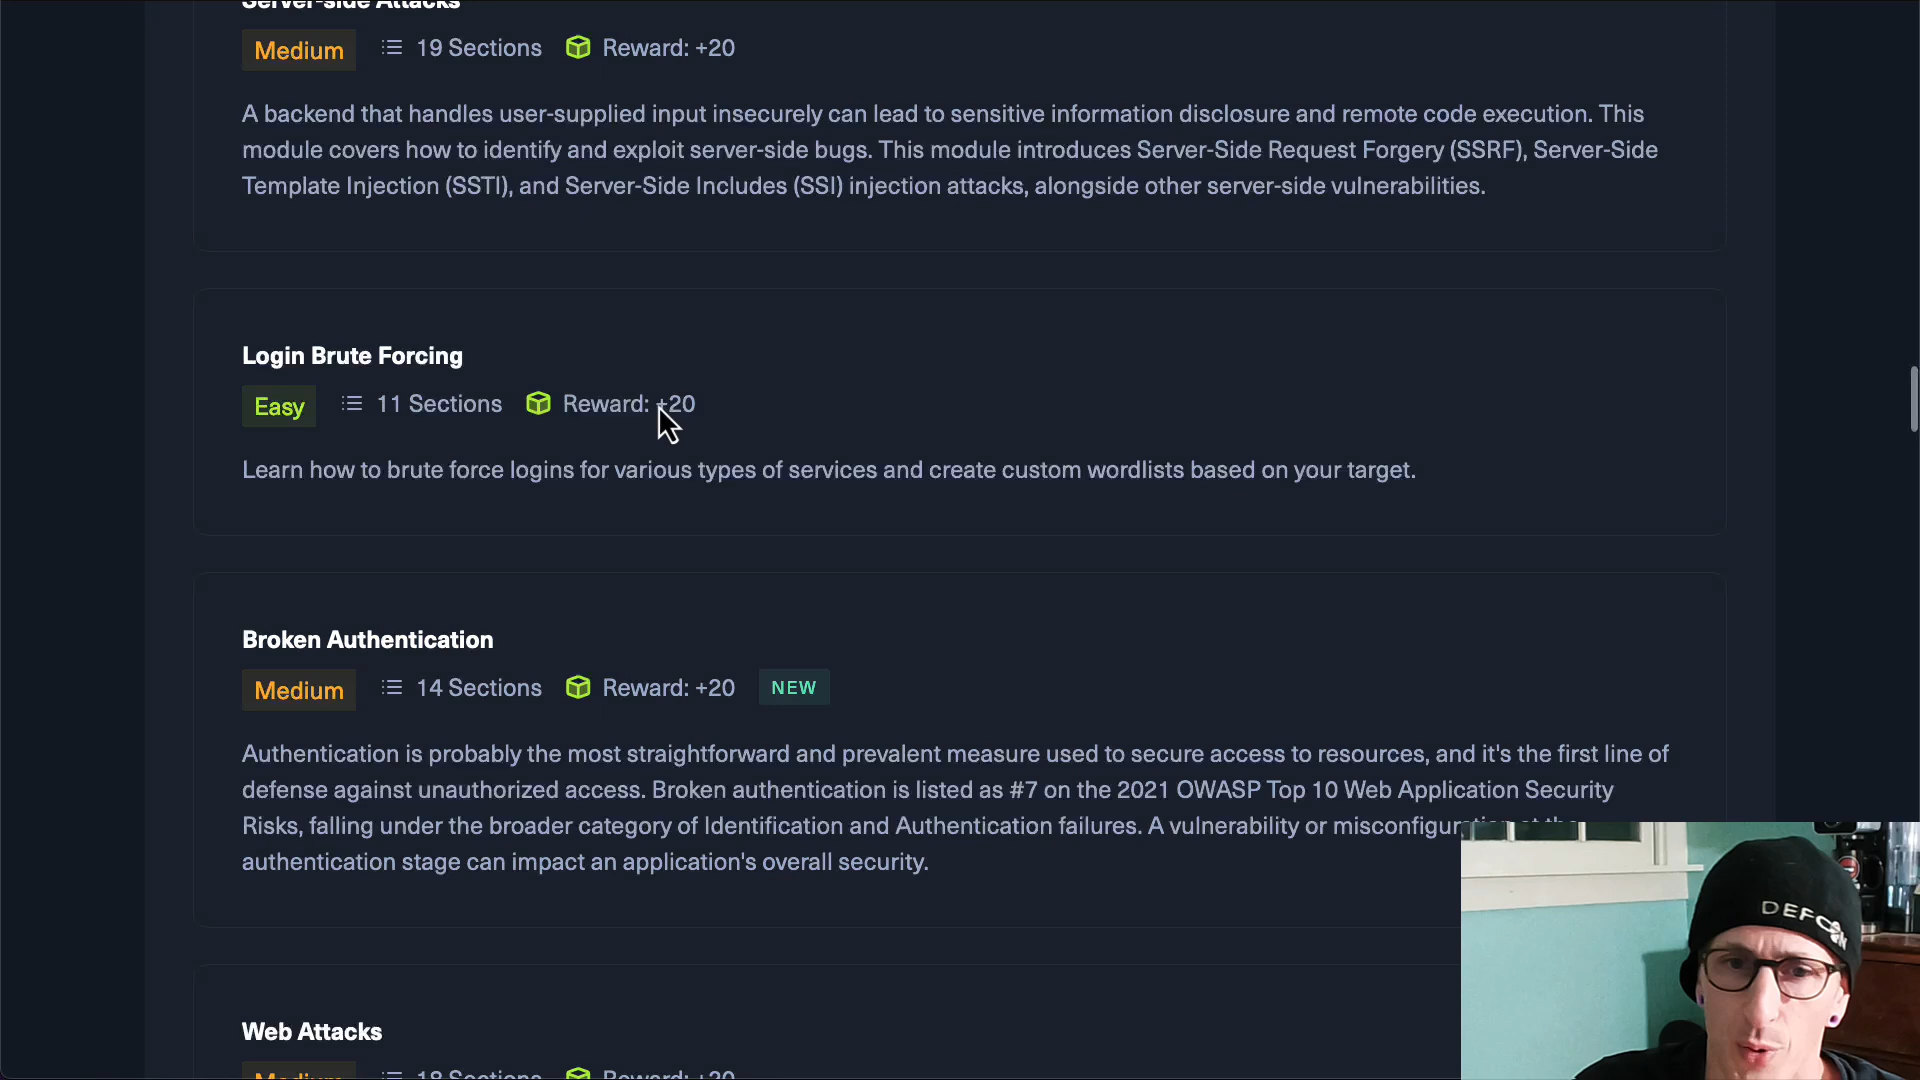 Server-side Attacks
Medium 19 Sections Reward: +20
A backend that handles user-supplied input insecurely can lead to sensitive information disclosure and remote code execution. This
module covers how to identify and exploit server-side bugs. This module introduces Server-Side Request Forgery (SSRF), Server-Side
Template Injection (SSTI), and Server-Side Includes (SSI) injection attacks, alongside other server-side vulnerabilities.
Login Brute Forcing
Easy 11 Sections Reward: +20
Learn how to brute force logins for various types of services and create custom wordlists based on your target.
Broken Authentication
Medium 14 Sections Reward: +20 NEW
Authentication is probably the most straightforward and prevalent measure used to secure access to resources, and it's the first line of
defense against unauthorized access. Broken authentication is listed as #7 on the 2021 OWASP Top 10 Web Application Security
Risks, falling under the broader category of Identification and Authentication failures. A vulnerability or misconfiguration at the
authentication stage can impact an application's overall security.
DEFCON
Web Attacks
Medium 18 Sections Reward: +20